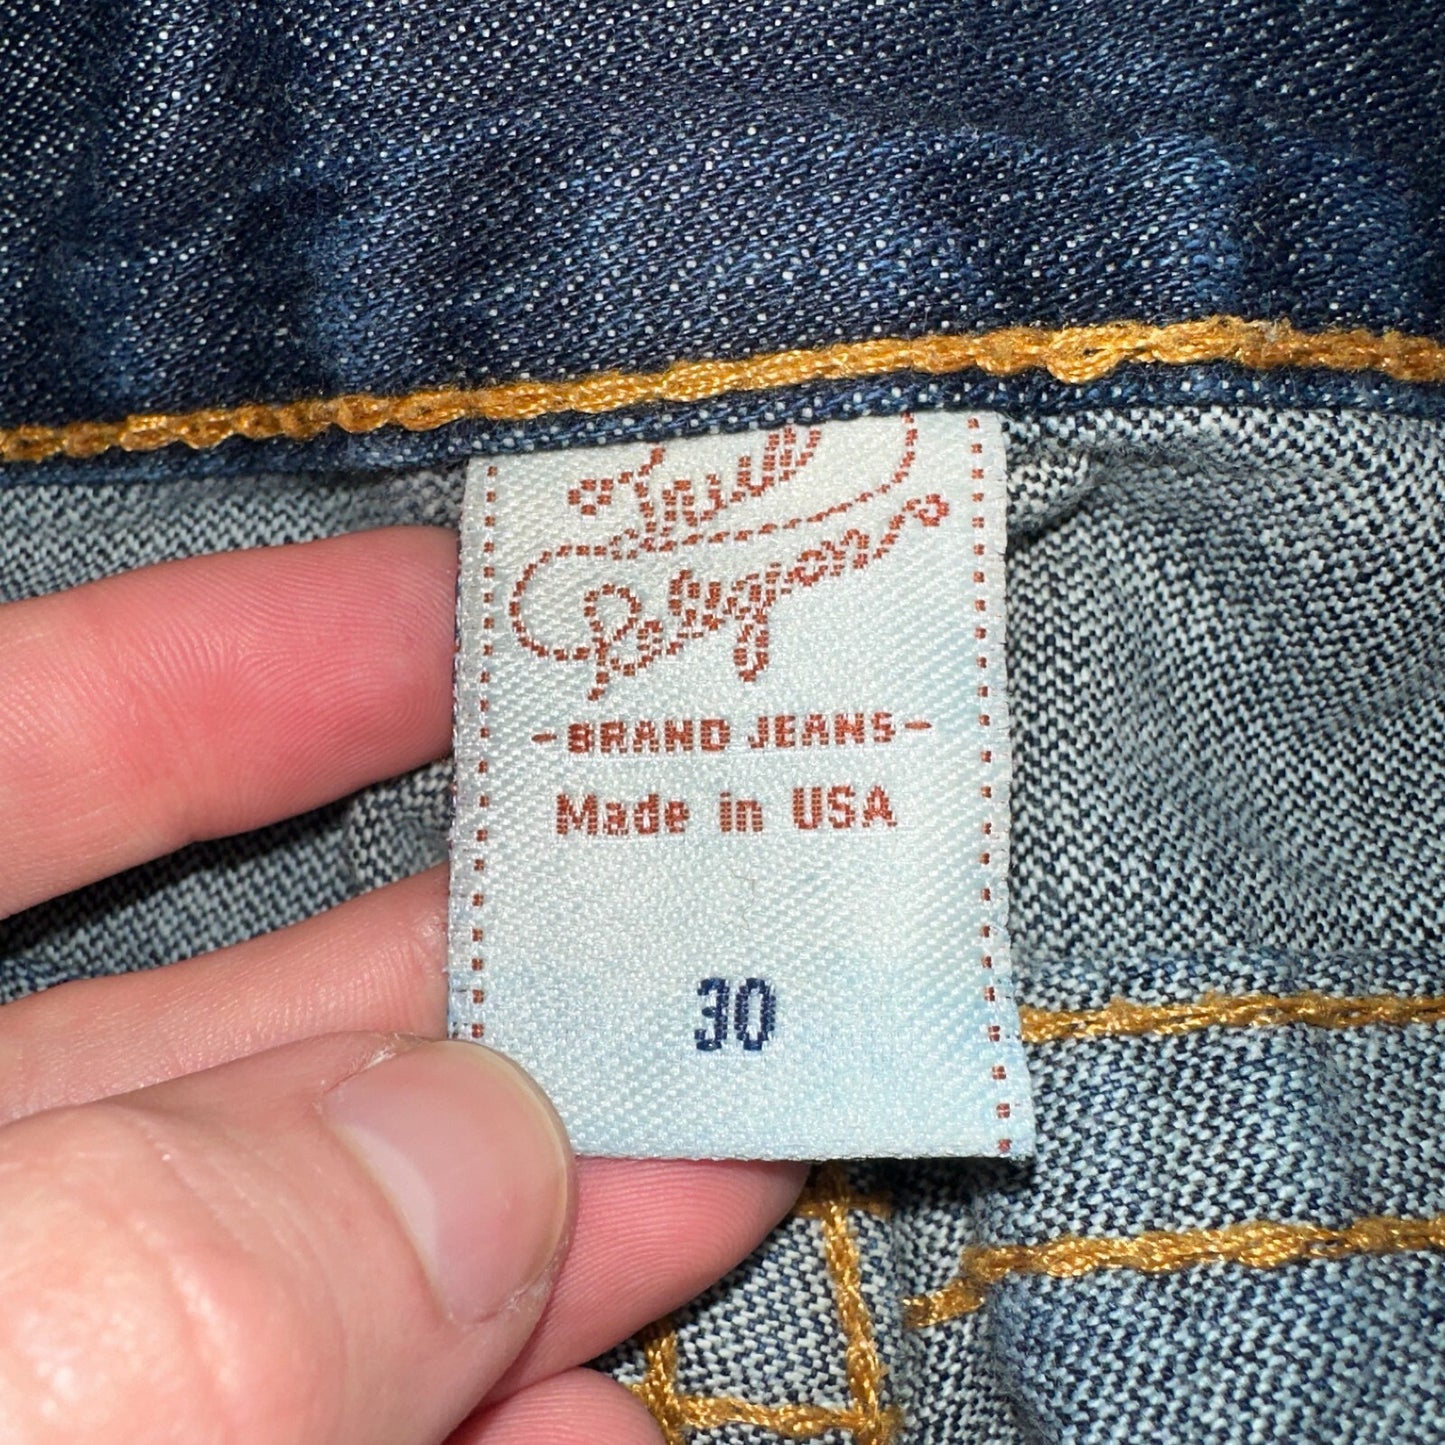 True
Religion
-BRAND JEANS-
Made in USA
30